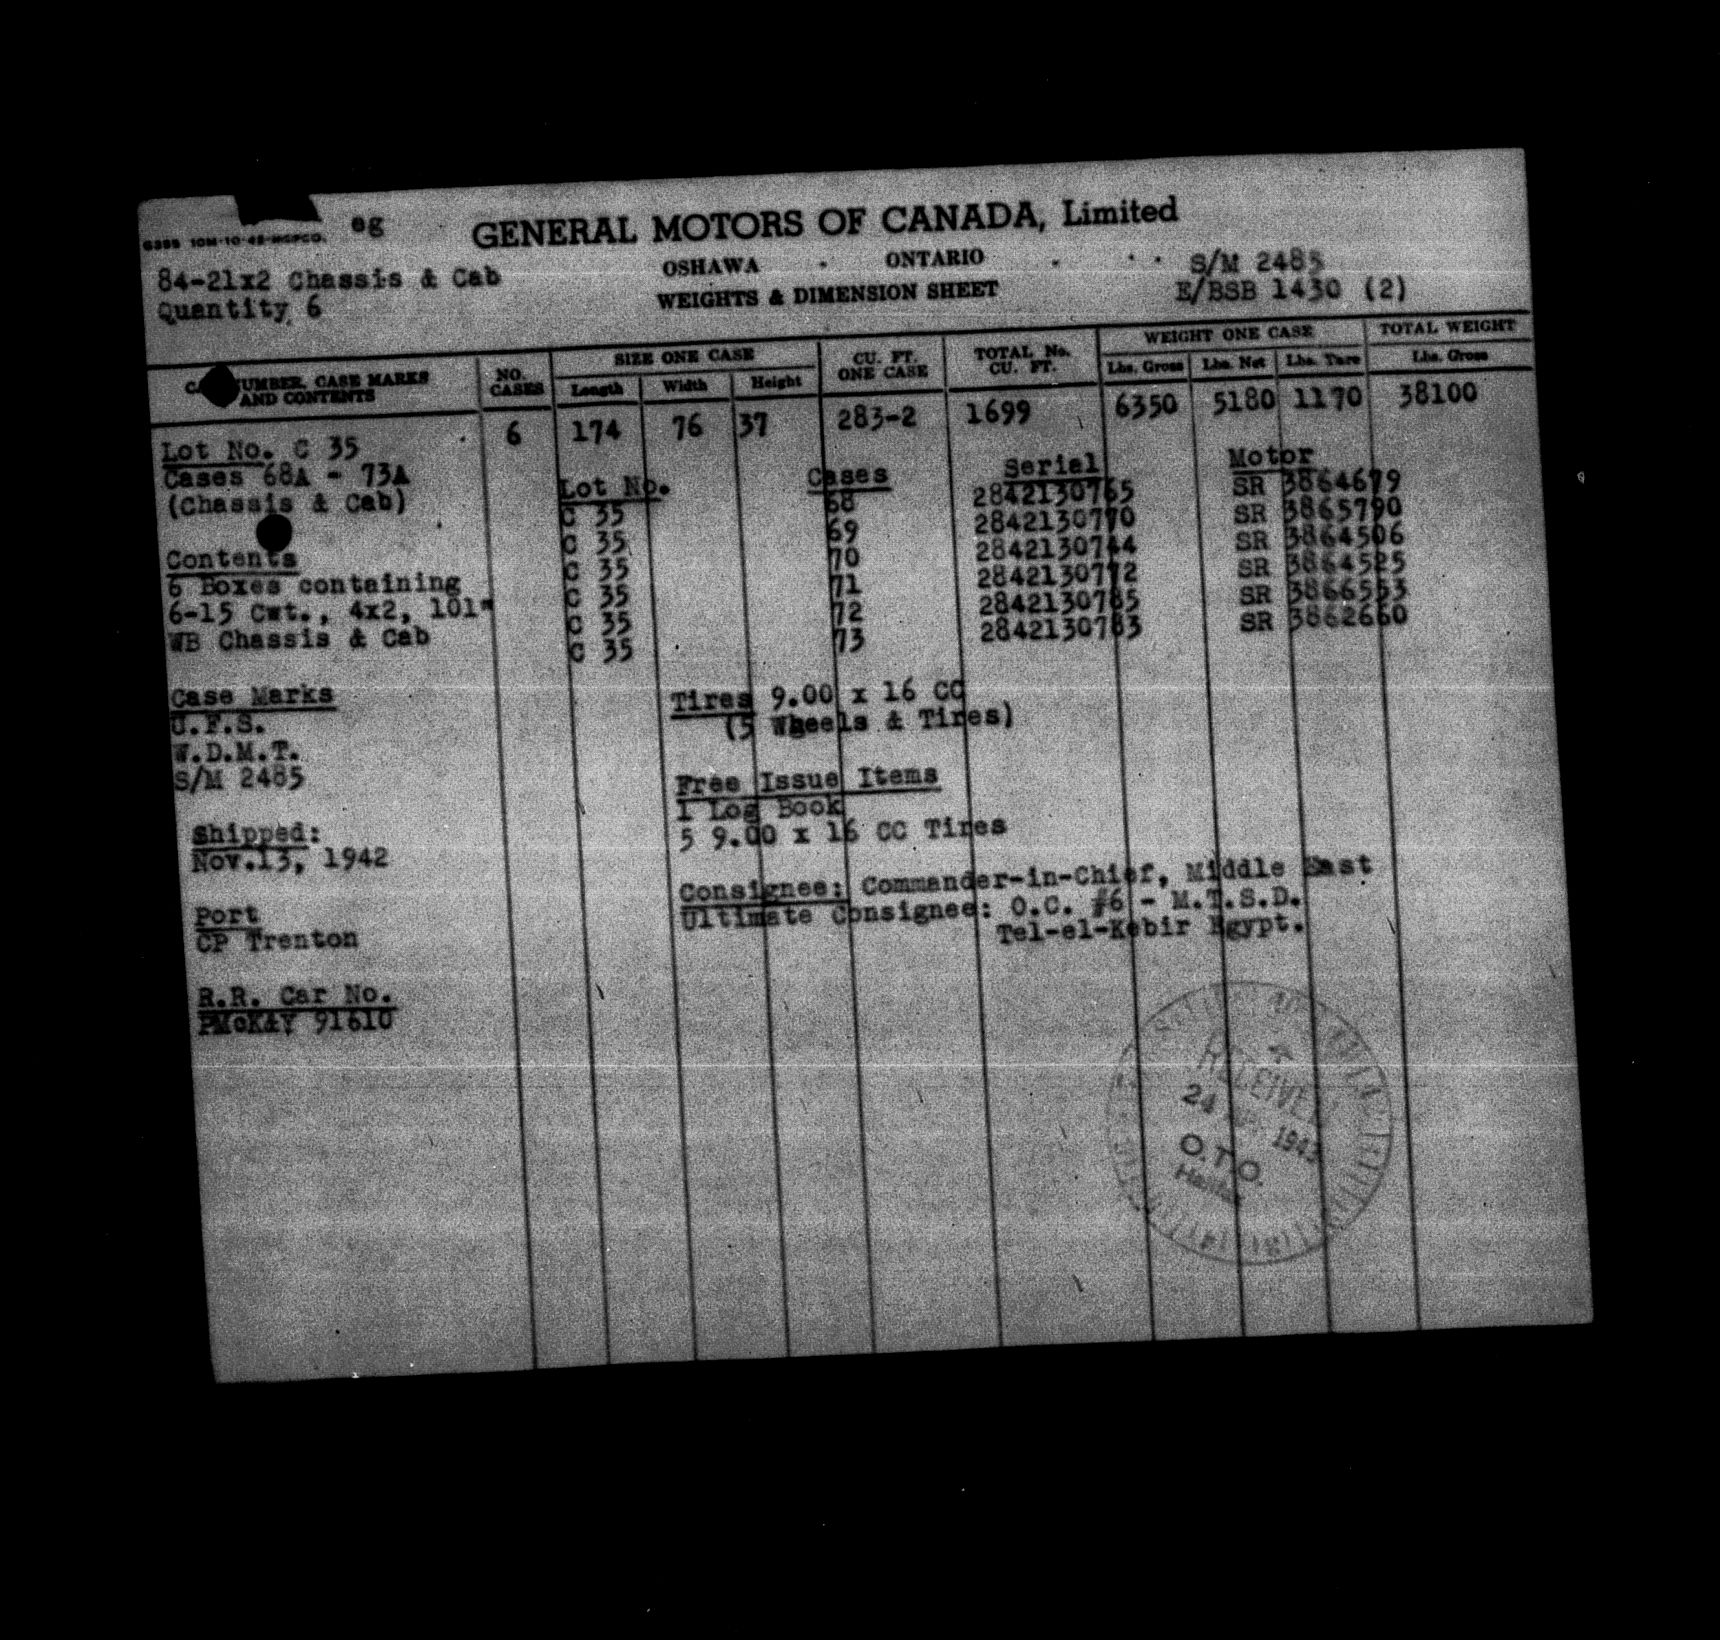 eg
GENERAL MOTORS OF CANADA, Limited
84-21x2 Chassis & Cab
OSHAWA - ONTARIO
S/M 2485
Quantity 6
WEIGHTS & DIMENSION SHEET
E/BSB 1430 (2)
NUMBER, CASE MARKS AND CONTENTS
NO. CASES
SIZE ONE CASE
Length Width Height
CU. FT. ONE CASE
TOTAL No. CU. FT.
WEIGHT ONE CASE
Lbs. Gross Lbs. Net Lbs. Tare
TOTAL WEIGHT
Lbs. Gross
6 174 76 37 283-2 1699 6350 5180 1170 38100
Lot No. C 35
Cases 68A - 73A
(Chassis & Cab)
Contents
6 Boxes containing
6-15 Cwt., 4x2, 101"
WB Chassis & Cab
Case Marks
U.F.S.
W.D.M.T.
S/M 2485
Shipped:
Nov.13, 1942
Port
CP Trenton
R.R. Car No.
PMcK&Y 91610
Lot No. Cases Serial Motor
C 35 68 2842130765 SR 3864679
C 35 69 2842130770 SR 3865790
C 35 70 2842130744 SR 3864506
C 35 71 2842130772 SR 3864525
C 35 72 2842130785 SR 3866553
C 35 73 2842130763 SR 3862660
Tires 9.00 x 16 CC
(5 Wheels & Tires)
Free Issue Items
1 Log Book
5 9.00 x 16 CC Tires
Consignee: Commander-in-Chief, Middle East
Ultimate Consignee: O.C. #6 - M.T.S.D.
Tel-el-Kebir Egypt.
RECEIVED
24 1943
O.T.O.
Halifax